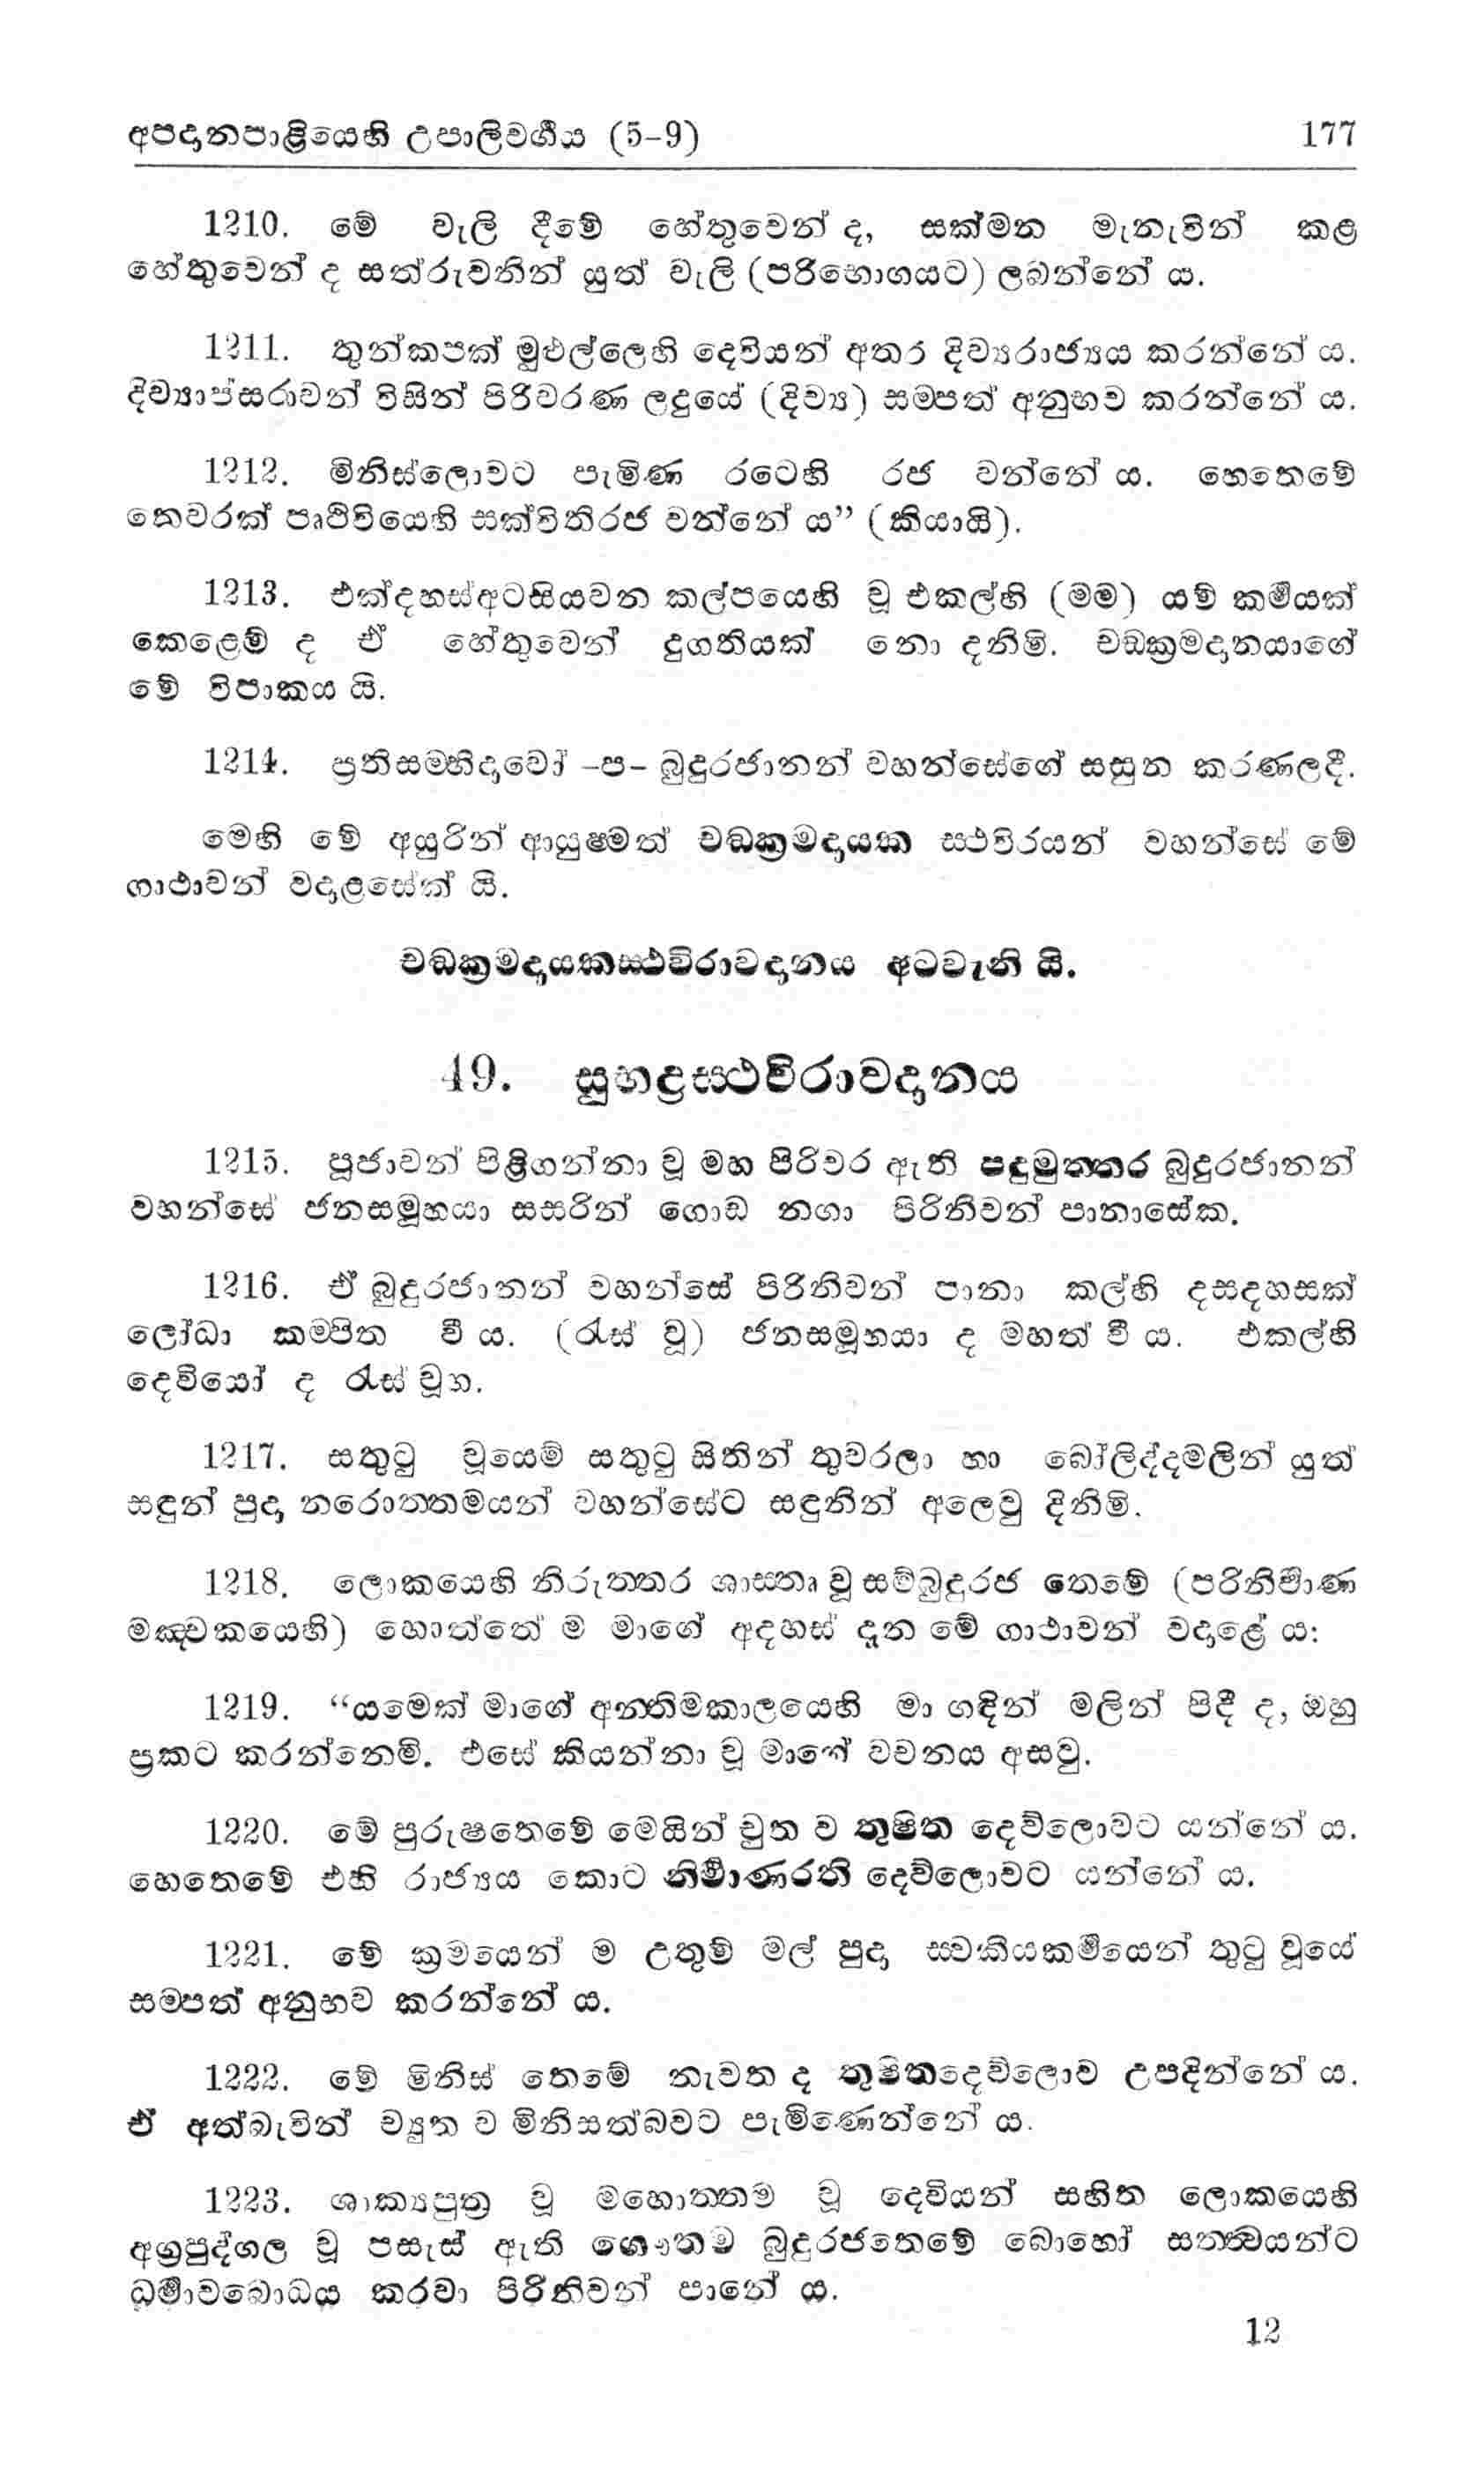 අපදානපාළියෙහි උපාලිවර්‍ගය (5–9) 177
1210. මේ වැලි දීමේ හේතුවෙන් ද, සක්මන මැනැවින් කළ
හේතුවෙන් ද සත්රුවනින් යුත් වැලි (පරිභොගයට) ලබන්නේ ය.
1211. තුන්කපක් මුළුල්ලෙහි දෙවියන් අතර දිව්‍යරාජ්‍යය කරන්නේ ය.
දිව්‍යාප්සරාවන් විසින් පිරිවරණ ලදුයේ (දිව්‍ය) සම්පත් අනුභව කරන්නේ ය.
1212. මිනිස්ලොවට පැමිණ රටෙහි රජ වන්නේ ය. හෙතෙමේ
තෙවරක් පෘථිවියෙහි සක්විතිරජ වන්නේ ය” (කියායි).
1213. එක්දහස්අටසියවන කල්පයෙහි වූ එකල්හි (මම) යම් කර්‍මයක්
කෙළෙම් ද ඒ හේතුවෙන් දුගතියක් නො දනිමි. චඞ්ක්‍රමදානයාගේ
මේ විපාකය යි.
1214. ප්‍රතිසම්භිදාවෝ –ප– බුදුරජානන් වහන්සේගේ සසුන කරණලදී.
මෙහි මේ අයුරින් ආයුෂ්මත් චඞ්ක්‍රමදායක ස්ථවිරයන් වහන්සේ මේ
ගාථාවන් වදාළසේක් යි.
චඞ්ක්‍රමදායකස්ථවිරාවදානය අටවැනි යි.
49. සුභද්‍රස්ථවිරාවදානය
1215. පූජාවන් පිළිගන්නා වූ මහ පිරිවර ඇති පදුමුත්තර බුදුරජානන්
වහන්සේ ජනසමූහයා සසරින් ගොඩ නගා පිරිනිවන් පානාසේක.
1216. ඒ බුදුරජානන් වහන්සේ පිරිනිවන් පානා කල්හි දසදහසක්
ලෝධා කම්පිත වී ය. (රැස් වූ) ජනසමූහයා ද මහත් වී ය. එකල්හි
දෙවියෝ ද රැස් වූහ.
1217. සතුටු වූයෙම් සතුටු සිතින් තුවරලා හා බෝලිද්දමලින් යුත්
සඳුන් පුදා නරොත්තමයන් වහන්සේට සඳුනින් අලෙවු දිනිමි.
1218. ලොකයෙහි නිරුත්තර ශාස්තෘ වූ සම්බුදුරජ තෙමේ (පරිනිර්‍වාණ
මඤ්චකයෙහි) හොත්තේ ම මාගේ අදහස් දැන මේ ගාථාවන් වදාළේ ය:
1219. “යමෙක් මාගේ අන්තිමකාලයෙහි මා ගඳින් මලින් පිදී ද, ඔහු
ප්‍රකට කරන්නෙමි. එසේ කියන්නා වූ මාගේ වචනය අසවු.
1220. මේ පුරුෂතෙමේ මෙයින් චුත ව තුෂිත දෙව්ලොවට යන්නේ ය.
හෙතෙමේ එහි රාජ්‍යය කොට නිර්‍මාණරති දෙව්ලොවට යන්නේ ය.
1221. මේ ක්‍රමයෙන් ම උතුම් මල් පුදා ස්වකීයකර්‍මයෙන් තුටු වූයේ
සම්පත් අනුභව කරන්නේ ය.
1222. මේ මිනිස් තෙමේ නැවත ද තුෂිතදෙව්ලොව උපදින්නේ ය.
ඒ අත්බැවින් ච්‍යුත ව මිනිසත්බවට පැමිණෙන්නේ ය.
1223. ශාක්‍යපුත්‍ර වූ මහොත්තම වූ දෙවියන් සහිත ලොකයෙහි
අග්‍රපුද්ගල වූ පසැස් ඇති ගෞතම බුදුරජතෙමේ බොහෝ සත්ත්වයන්ට
ධර්‍මාවබොධය කරවා පිරිනිවන් පානේ ය.
12